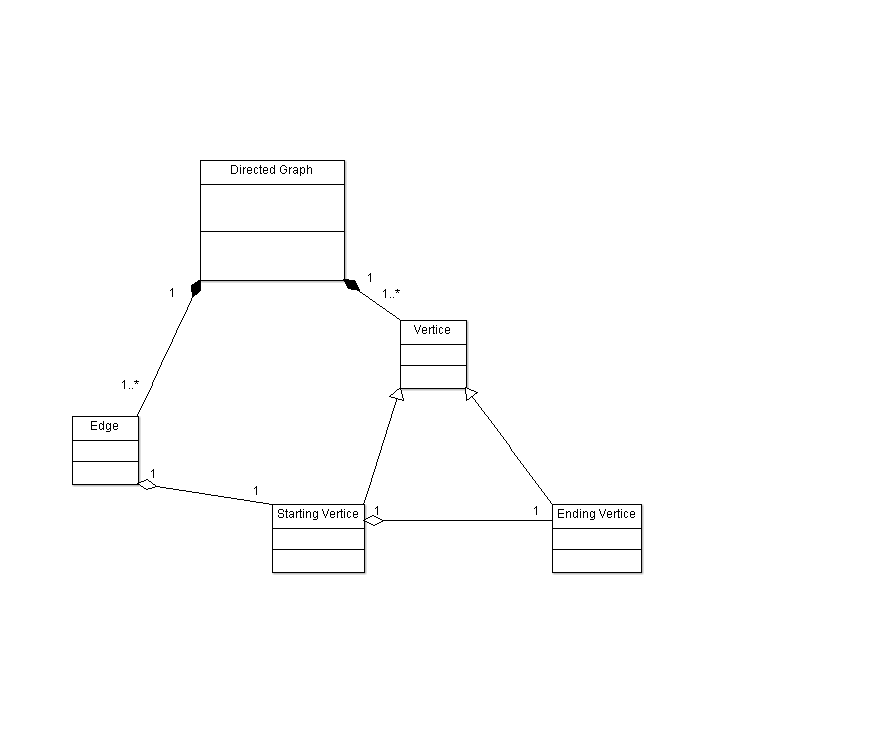 Directed Graph
1
1
1..*
Vertice
1..*
Edge
1
1
Starting Vertice
1
1
Ending Vertice